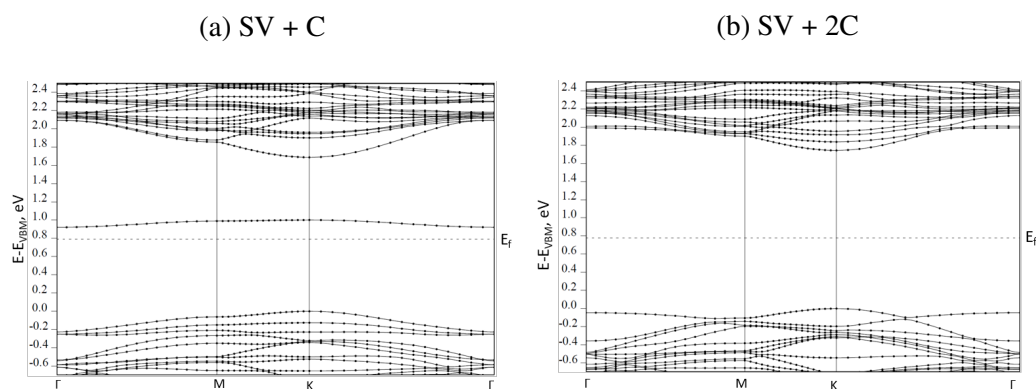 (a) SV + C
(b) SV + 2C
E-E_VBM, eV
2.4
2.2
2.0
1.8
1.6
1.4
1.2
1.0
0.8
0.6
0.4
0.2
0.0
-0.2
-0.4
-0.6
Γ
M
K
Γ
E_f
E-E_VBM, eV
2.4
2.2
2.0
1.8
1.6
1.4
1.2
1.0
0.8
0.6
0.4
0.2
0.0
-0.2
-0.4
-0.6
Γ
M
K
Γ
E_f